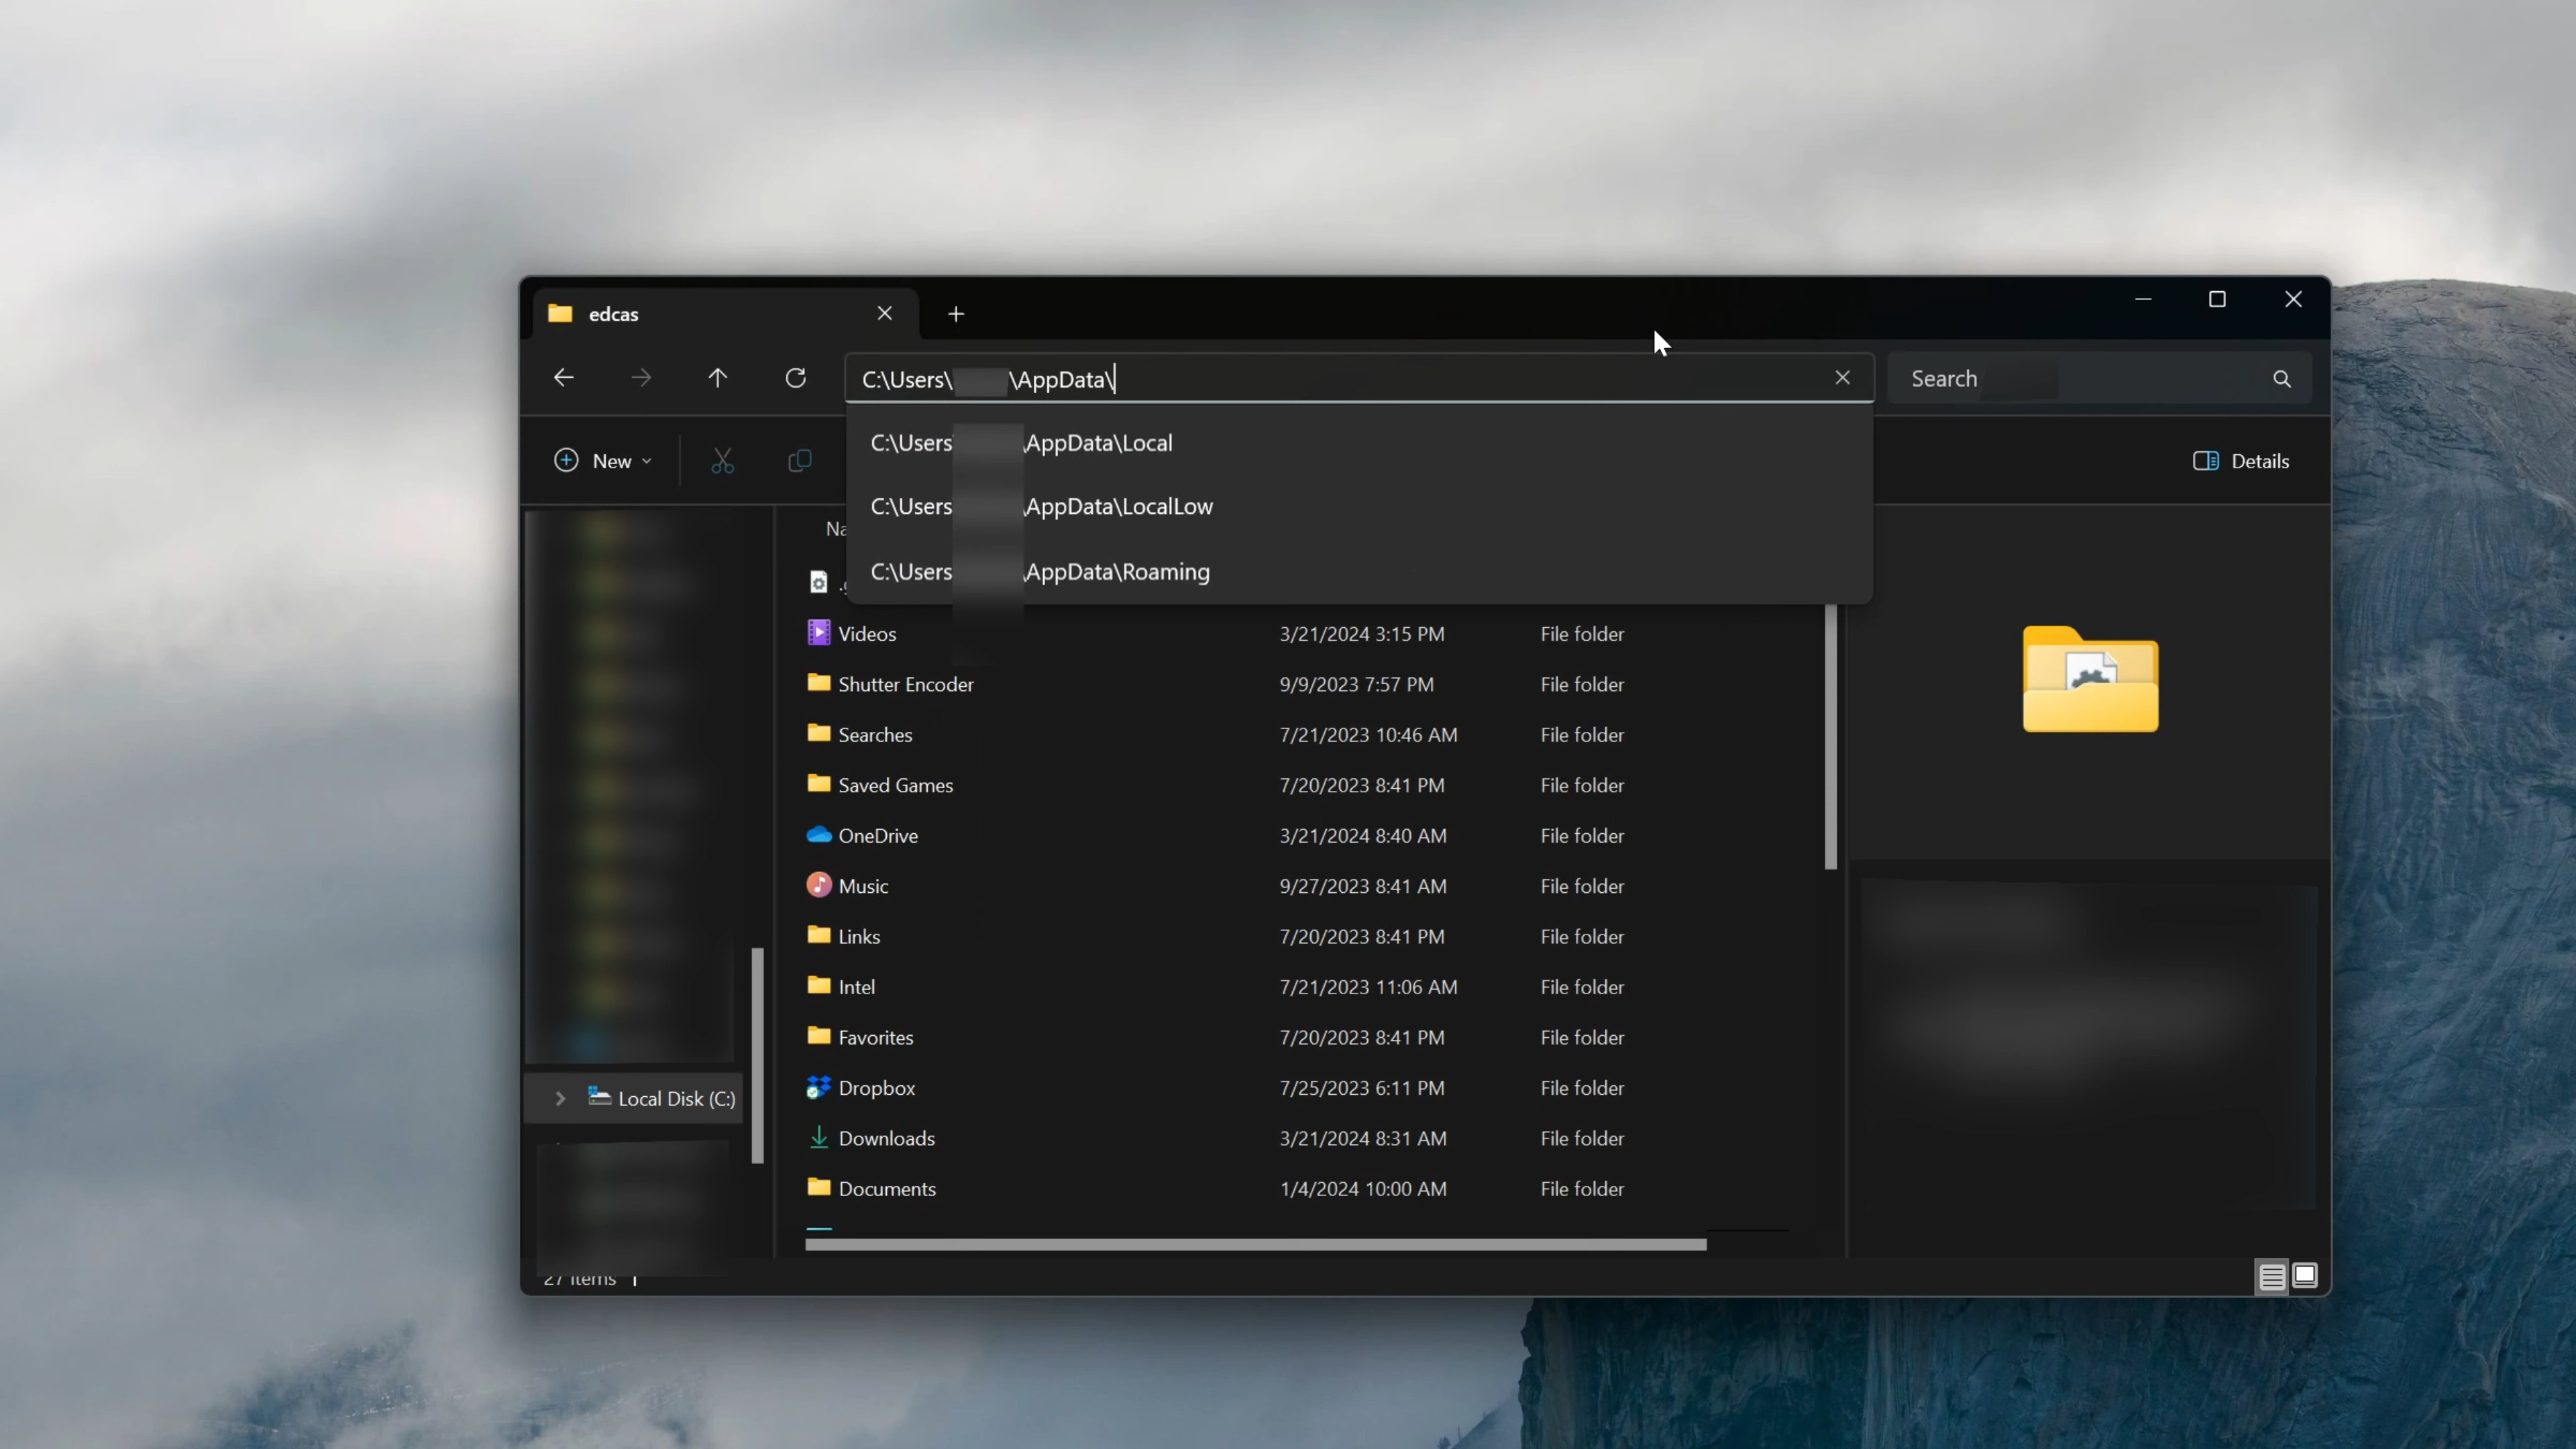 edcas
C:\Users\ \AppData\
Search
C:\Users \AppData\Local
New
Details
C:\Users \AppData\LocalLow
C:\Users \AppData\Roaming
Videos 3/21/2024 3:15 PM File folder
Shutter Encoder 9/9/2023 7:57 PM File folder
Searches 7/21/2023 10:46 AM File folder
Saved Games 7/20/2023 8:41 PM File folder
OneDrive 3/21/2024 8:40 AM File folder
Music 9/27/2023 8:41 AM File folder
Links 7/20/2023 8:41 PM File folder
Intel 7/21/2023 11:06 AM File folder
Favorites 7/20/2023 8:41 PM File folder
Dropbox 7/25/2023 6:11 PM File folder
Local Disk (C:)
Downloads 3/21/2024 8:31 AM File folder
Documents 1/4/2024 10:00 AM File folder
27 items